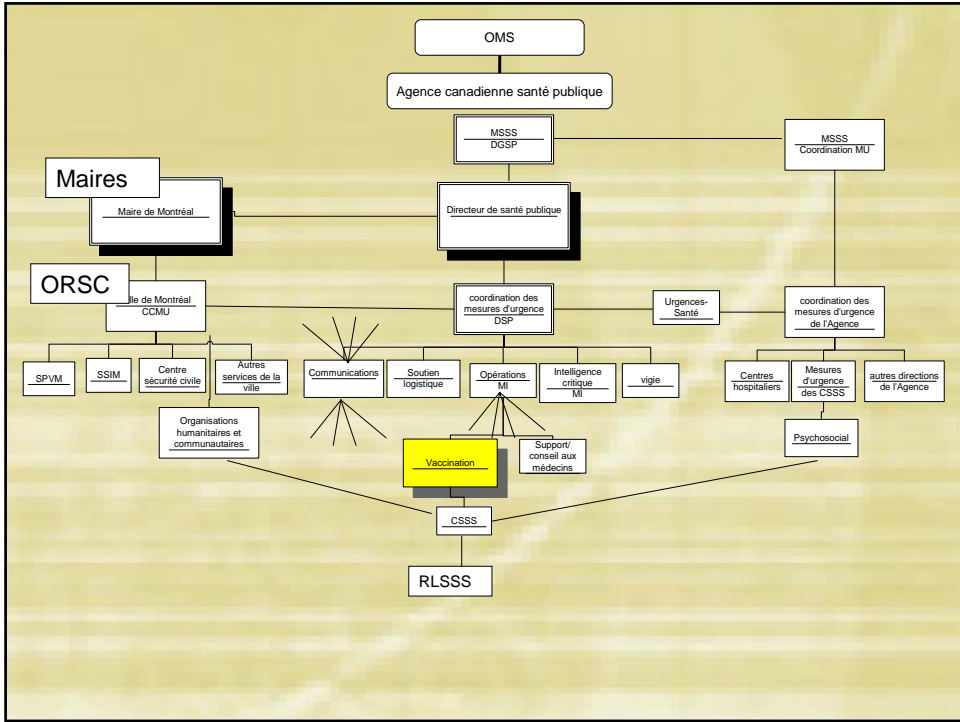 OMS
Agence canadienne santé publique
MSSS
DGSP
MSSS
Coordination MU
Maires
Maire de Montréal
Directeur de santé publique
ORSC
lle de Montréal
CCMU
coordination des
mesures d'urgence
DSP
Urgences-
Santé
coordination des
mesures d'urgence
de l'Agence
SPVM
SSIM
Centre
sécurité civile
Autres
services de la
ville
Communications
Soutien
logistique
Opérations
MI
Intelligence
critique
MI
vigie
Centres
hospitaliers
Mesures
d'urgence
des CSSS
autres directions
de l'Agence
Organisations
humanitaires et
communautaires
Vaccination
Support/
conseil aux
médecins
Psychosocial
CSSS
RLSSS